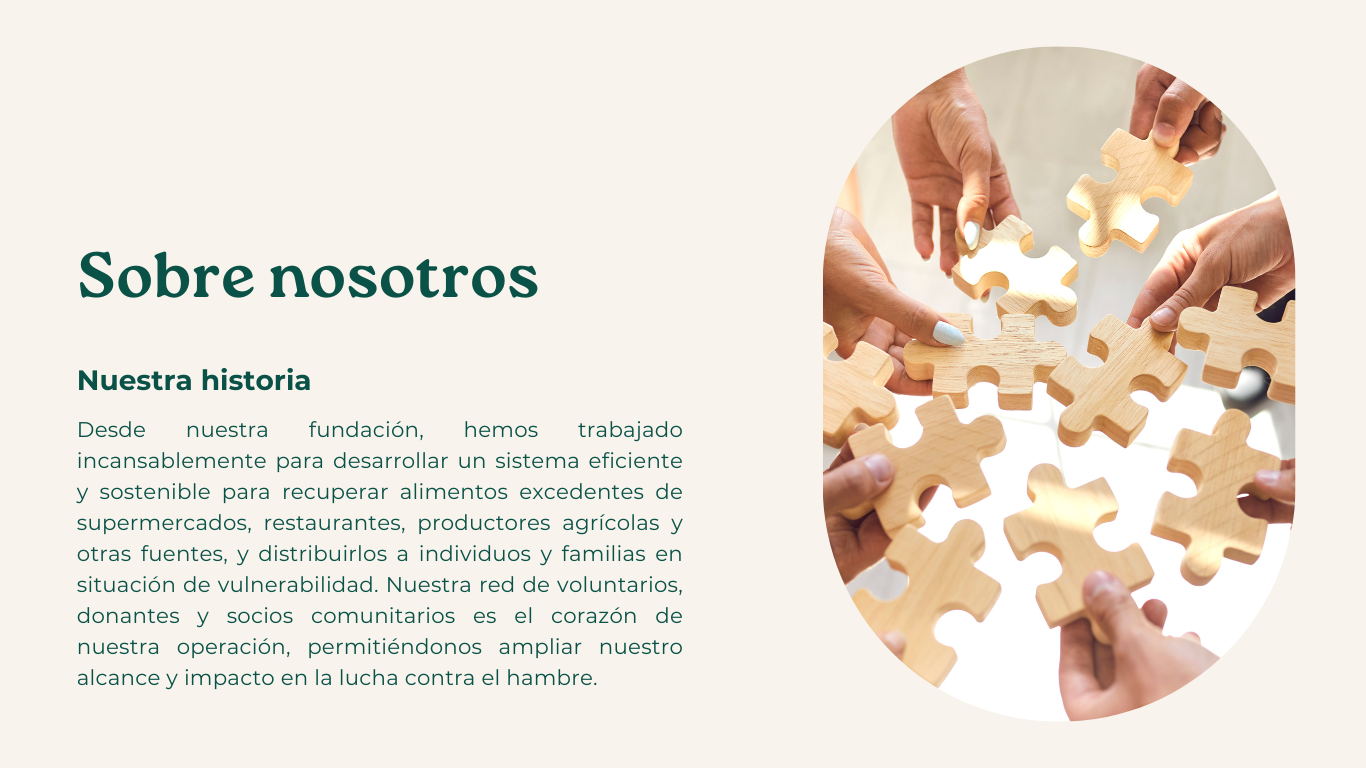 Sobre nosotros
Nuestra historia
Desde nuestra fundación, hemos trabajado
incansablemente para desarrollar un sistema eficiente
y sostenible para recuperar alimentos excedentes de
supermercados, restaurantes, productores agrícolas y
otras fuentes, y distribuirlos a individuos y familias en
situación de vulnerabilidad. Nuestra red de voluntarios,
donantes y socios comunitarios es el corazón de
nuestra operación, permitiéndonos ampliar nuestro
alcance y impacto en la lucha contra el hambre.